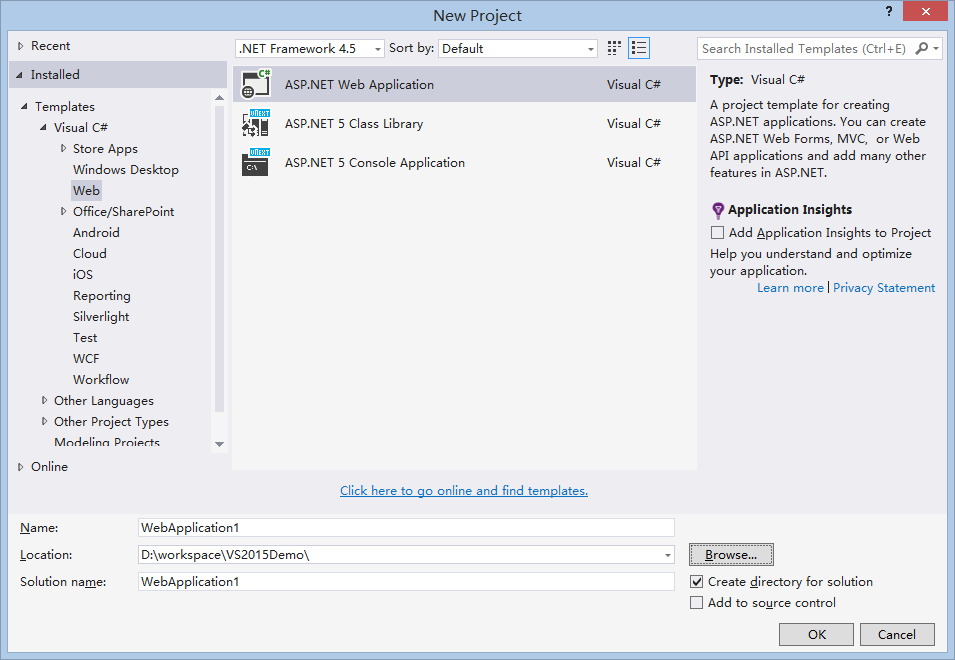 New Project
?
Recent
Installed
Templates
Visual C#
Store Apps
Windows Desktop
Web
Office/SharePoint
Android
Cloud
iOS
Reporting
Silverlight
Test
WCF
Workflow
Other Languages
Other Project Types
Modeling Projects
Online
.NET Framework 4.5 Sort by: Default
C#
ASP.NET Web Application Visual C#
VNEXT
ASP.NET 5 Class Library Visual C#
VNEXT
C:\
ASP.NET 5 Console Application Visual C#
Click here to go online and find templates.
Search Installed Templates (Ctrl+E)
Type: Visual C#
A project template for creating
ASP.NET applications. You can create
ASP.NET Web Forms, MVC, or Web
API applications and add many other
features in ASP.NET.
Application Insights
Add Application Insights to Project
Help you understand and optimize
your application.
Learn more | Privacy Statement
Name: WebApplication1
Location: D:\workspace\VS2015Demo\ Browse...
Solution name: WebApplication1
Create directory for solution
Add to source control
OK Cancel